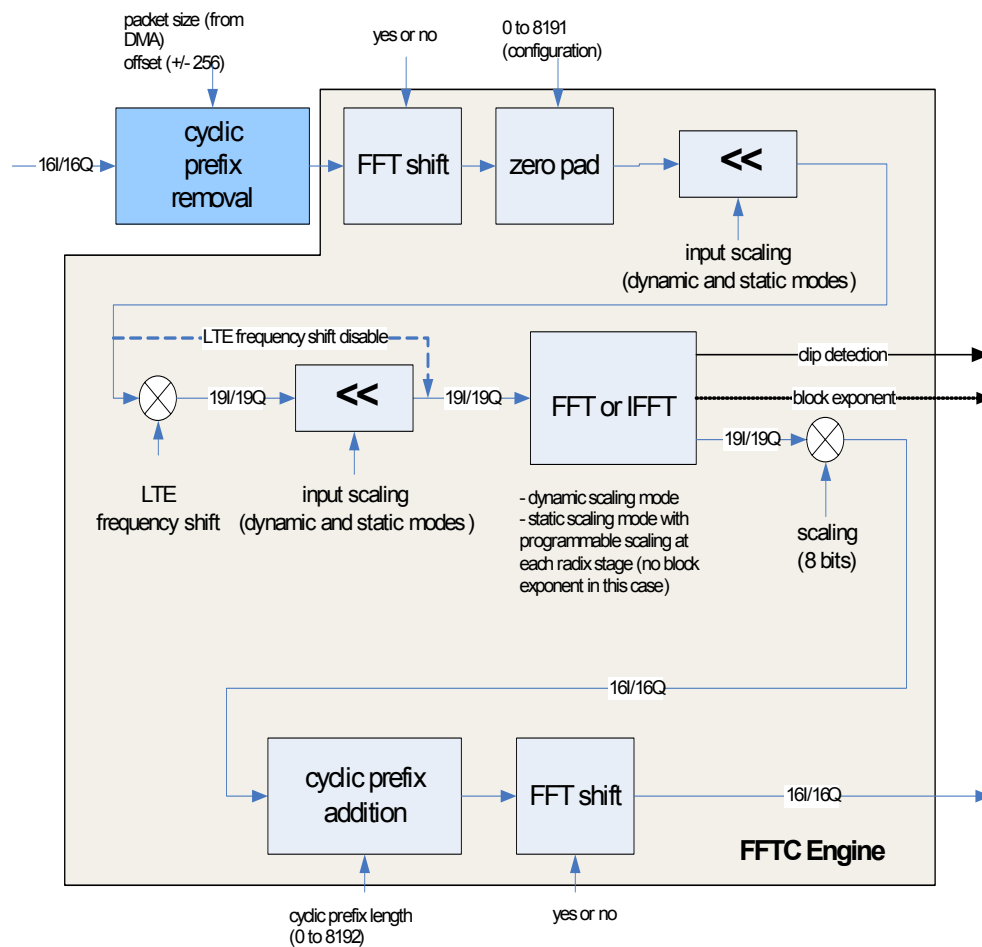 packet size (from
DMA)
offset (+/- 256)
yes or no
0 to 8191
(configuration)
16I/16Q
cyclic
prefix
removal
FFT shift
zero pad
<<
input scaling
(dynamic and static modes)
LTE frequency shift disable
19I/19Q
<<
19I/19Q
FFT or IFFT
clip detection
block exponent
19I/19Q
LTE
frequency shift
input scaling
(dynamic and static modes)
- dynamic scaling mode
- static scaling mode with
programmable scaling at
each radix stage (no block
exponent in this case)
scaling
(8 bits)
16I/16Q
cyclic prefix
addition
FFT shift
16I/16Q
FFTC Engine
cyclic prefix length
(0 to 8192)
yes or no